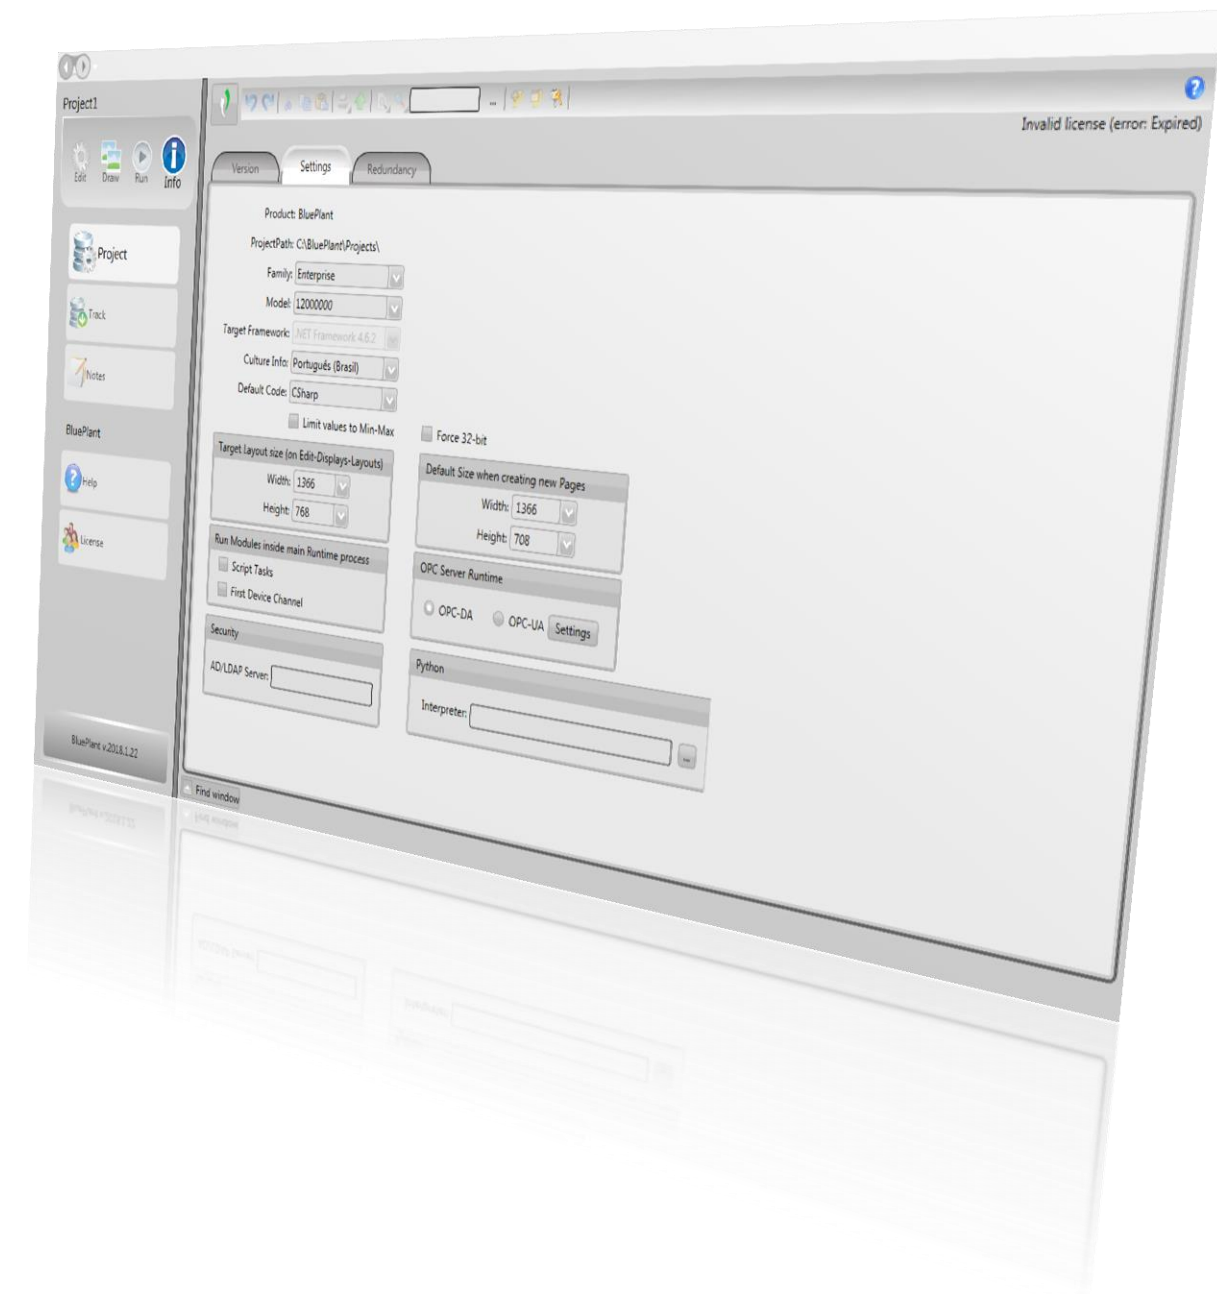 Project1
Edit
Draw
Run
Info
Project
Track
Notes
BluePlant
Help
License
BluePlant v.2018.1.22
...
Invalid license (error: Expired)
Version
Settings
Redundancy
Product: BluePlant
ProjectPath: C:\BluePlant\Projects\
Family: Enterprise
Model: 12000000
Target Framework: .NET Framework 4.6.2
Culture Info: Português (Brasil)
Default Code: CSharp
Limit values to Min-Max
Force 32-bit
Target Layout size (on Edit-Displays-Layouts)
Width: 1366
Height: 768
Default Size when creating new Pages
Width: 1366
Height: 708
Run Modules inside main Runtime process
Script Tasks
First Device Channel
OPC Server Runtime
OPC-DA
OPC-UA
Settings
Security
AD/LDAP Server:
Python
Interpreter:
...
Find window